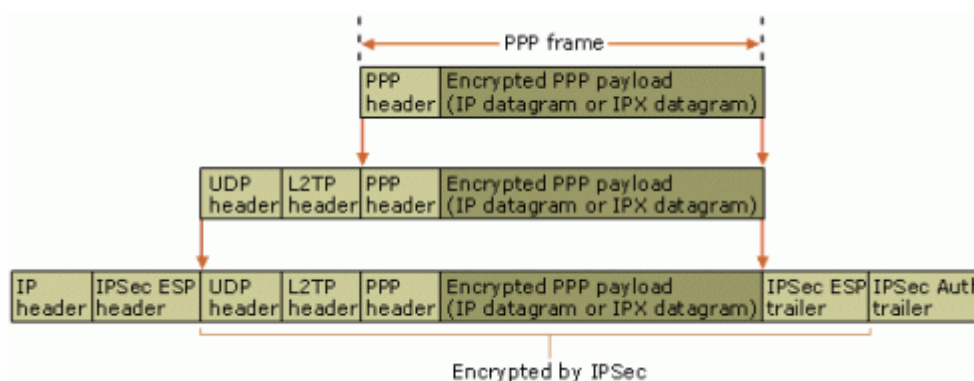 PPP frame
PPP header
Encrypted PPP payload
(IP datagram or IPX datagram)
UDP header
L2TP header
PPP header
Encrypted PPP payload
(IP datagram or IPX datagram)
IP header
IPSec ESP header
UDP header
L2TP header
PPP header
Encrypted PPP payload
(IP datagram or IPX datagram)
IPSec ESP trailer
IPSec Auth trailer
Encrypted by IPSec